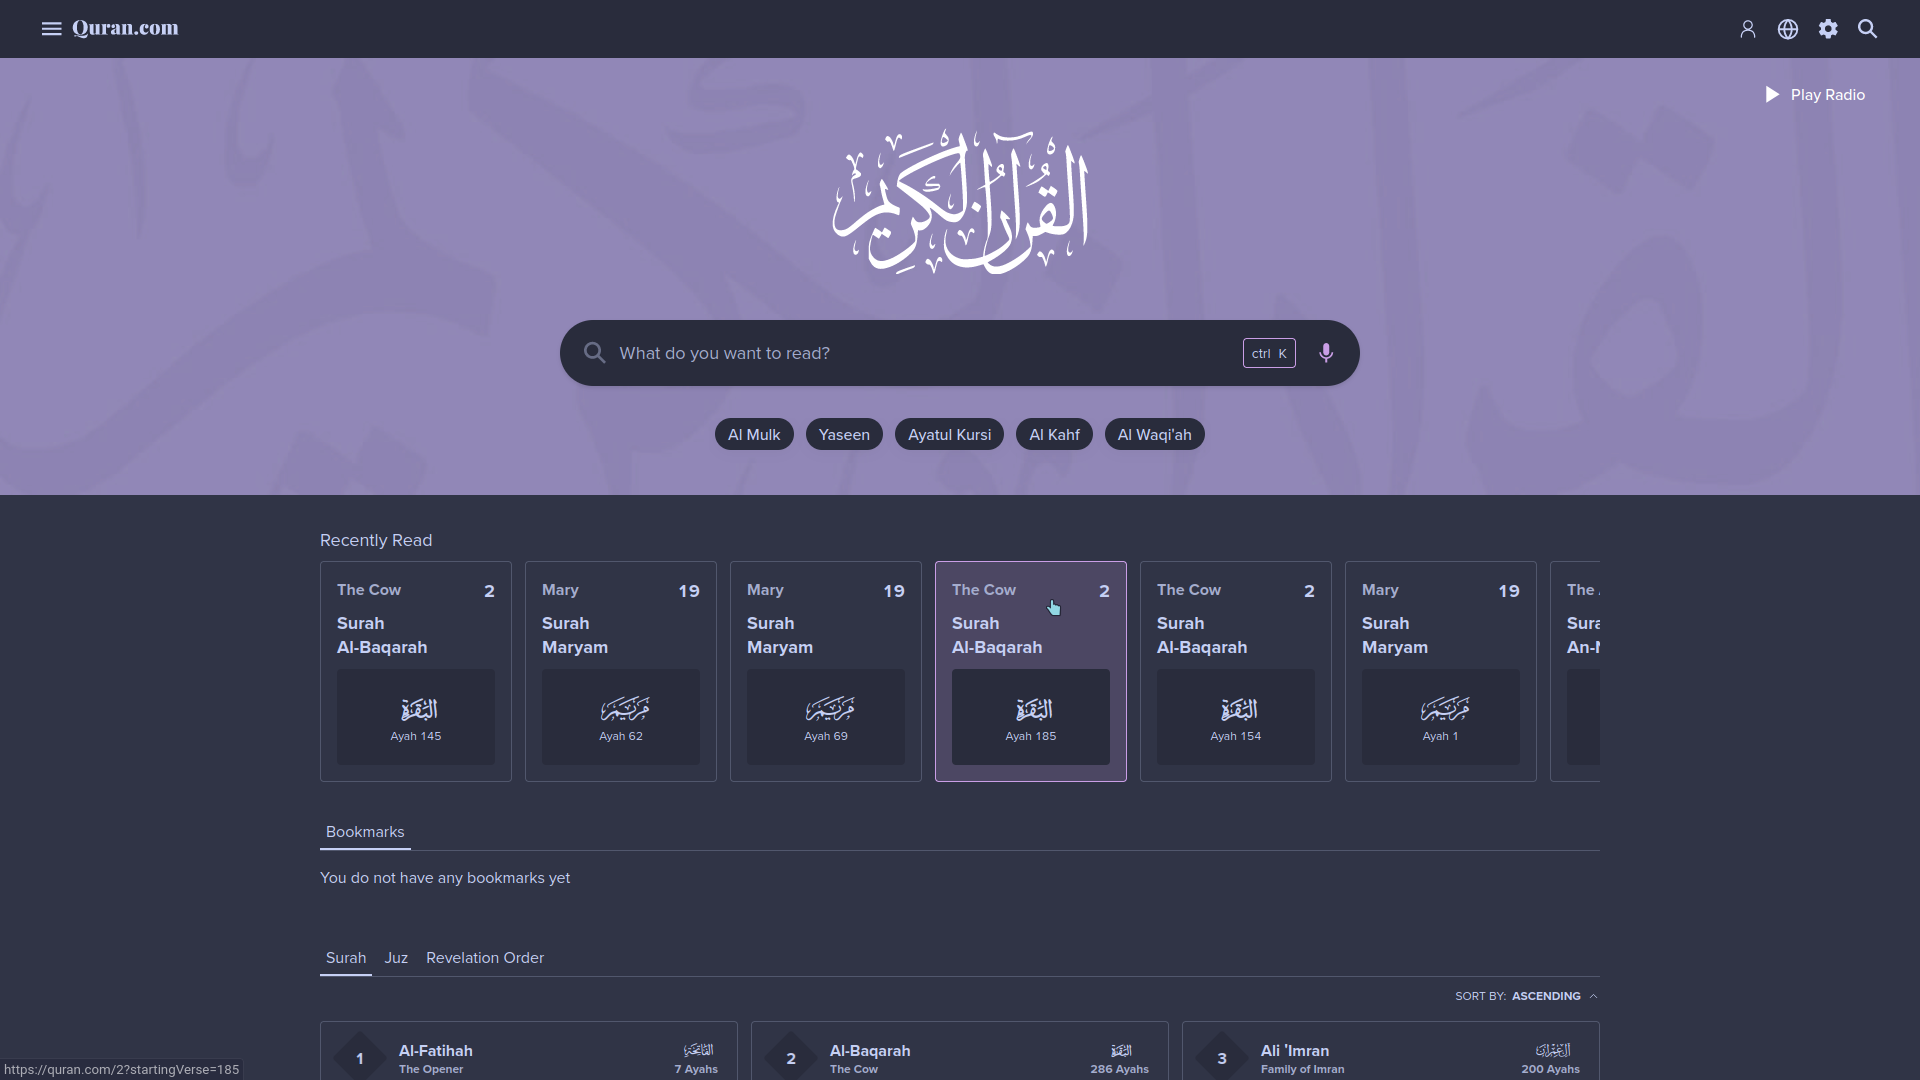 Quran.com
Play Radio
القرآن الكريم
What do you want to read?
ctrl K
Al Mulk
Yaseen
Ayatul Kursi
Al Kahf
Al Waqi'ah
Recently Read
The Cow 2
Surah
Al-Baqarah
البقرة
Ayah 145
Mary 19
Surah
Maryam
مريم
Ayah 62
Mary 19
Surah
Maryam
مريم
Ayah 69
The Cow 2
Surah
Al-Baqarah
البقرة
Ayah 185
The Cow 2
Surah
Al-Baqarah
البقرة
Ayah 154
Mary 19
Surah
Maryam
مريم
Ayah 1
The
Bookmarks
You do not have any bookmarks yet
Surah Juz Revelation Order
SORT BY: ASCENDING
1 Al-Fatihah الفاتحة
The Opener 7 Ayahs
2 Al-Baqarah البقرة
The Cow 286 Ayahs
3 Ali 'Imran آل عمران
Family of Imran 200 Ayahs
https://quran.com/2?startingVerse=185